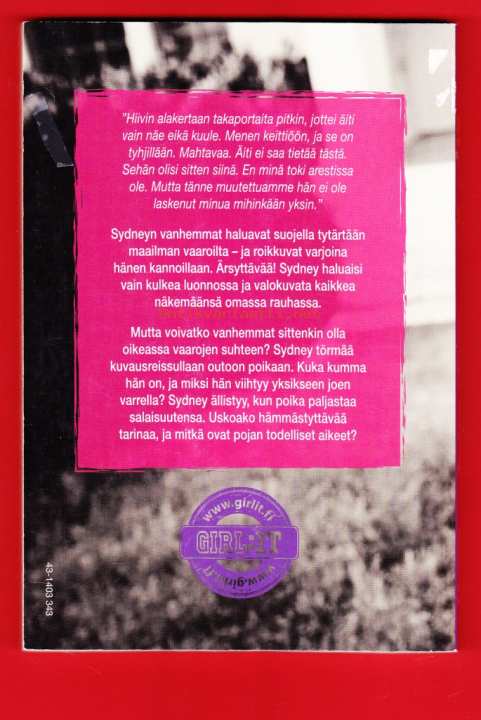 "Hiivin alakertaan takaportaita pitkin, jottei äiti
vain näe eikä kuule. Menen keittiöön, ja se on
tyhjillään. Mahtavaa. Äiti ei saa tietää tästä.
Sehän olisi sitten siinä. En minä toki arestissa
ole. Mutta tänne muutettuamme hän ei ole
laskenut minua mihinkään yksin."
Sydneyn vanhemmat haluavat suojella tytärtään
maailman vaaroilta – ja roikkuvat varjoina
hänen kannoillaan. Ärsyttävää! Sydney haluaisi
vain kulkea luonnossa ja valokuvata kaikkea
näkemäänsä omassa rauhassa.
Mutta voivatko vanhemmat sittenkin olla
oikeassa vaarojen suhteen? Sydney törmää
kuvausreissullaan outoon poikaan. Kuka kumma
hän on, ja miksi hän viihtyy yksikseen joen
varrella? Sydney ällistyy, kun poika paljastaa
salaisuutensa. Uskoako hämmästyttävää
tarinaa, ja mitkä ovat pojan todelliset aikeet?
www.girlit.fi
GIRL:IT
www.girlit.fi
43-1403 343